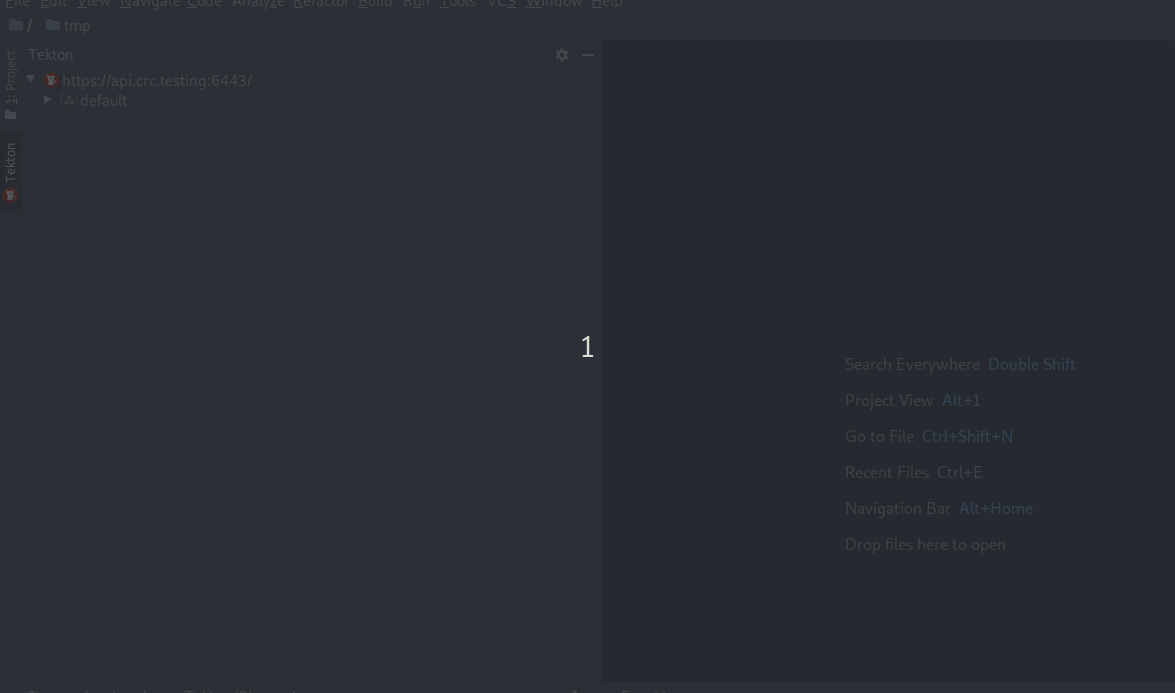 File Edit View Navigate Code Analyze Refactor Build Run Tools VCS Window Help
/ tmp
Tekton
https://api.crc.testing:6443/
default
1: Project
Tekton
1
Search Everywhere Double Shift
Project View Alt+1
Go to File Ctrl+Shift+N
Recent Files Ctrl+E
Navigation Bar Alt+Home
Drop files here to open